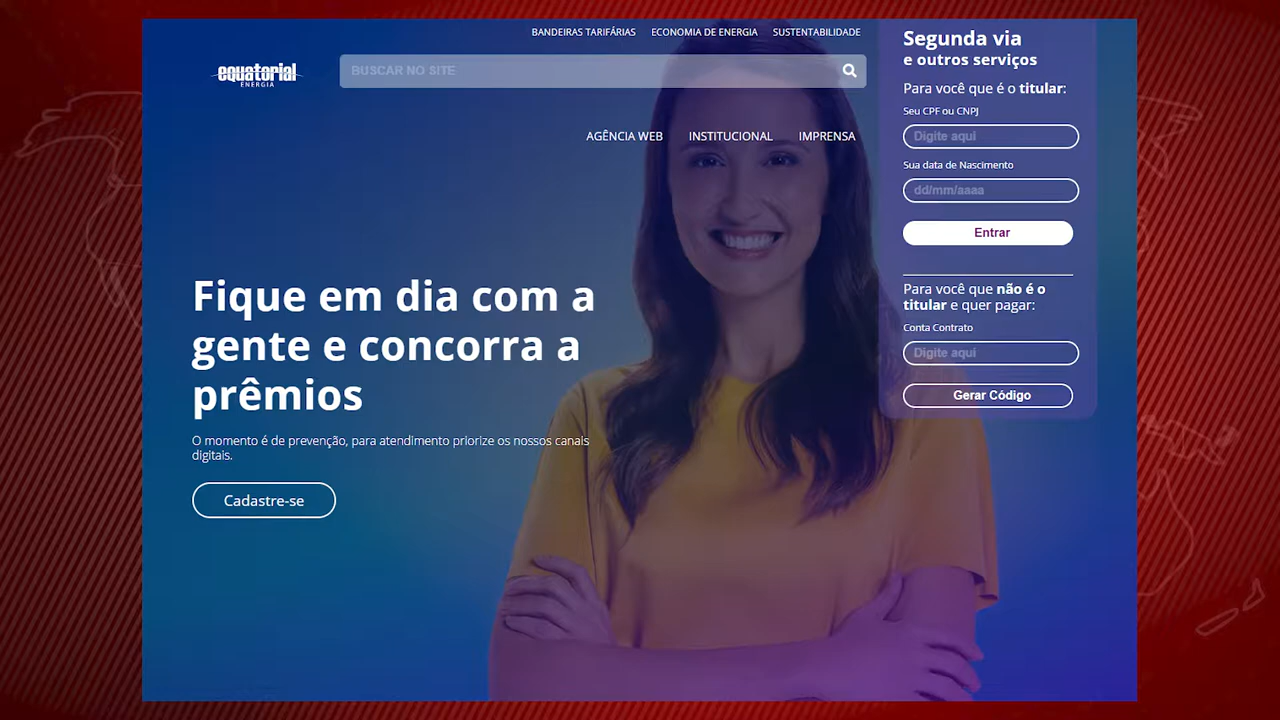 BANDEIRAS TARIFÁRIAS ECONOMIA DE ENERGIA SUSTENTABILIDADE
equatorial
ENERGIA
BUSCAR NO SITE
AGÊNCIA WEB INSTITUCIONAL IMPRENSA
Fique em dia com a
gente e concorra a
prêmios
O momento é de prevenção, para atendimento priorize os nossos canais
digitais.
Cadastre-se
Segunda via
e outros serviços
Para você que é o titular:
Seu CPF ou CNPJ
Digite aqui
Sua data de Nascimento
dd/mm/aaaa
Entrar
Para você que não é o
titular e quer pagar:
Conta Contrato
Digite aqui
Gerar Código